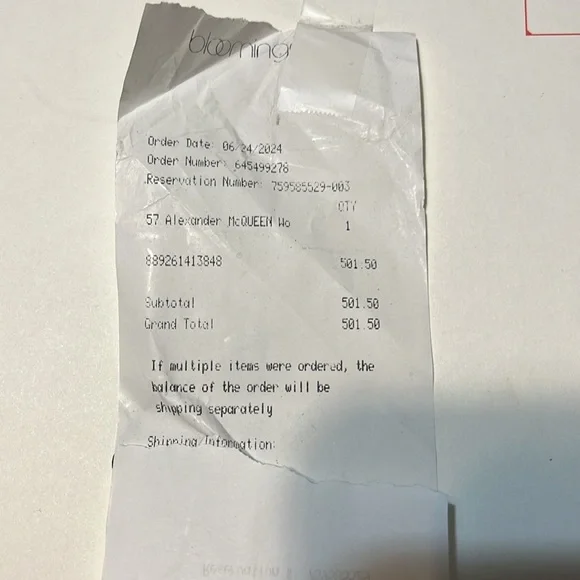 blooming
Order Date: 06/24/2024
Order Number: 645499278
Reservation Number: 759585529-003
QTY
57 Alexander McQUEEN Wo 1
889261413848 501.50
Subtotal 501.50
Grand Total 501.50
If multiple items were ordered, the
balance of the order will be
shipping separately
Shipping Information: